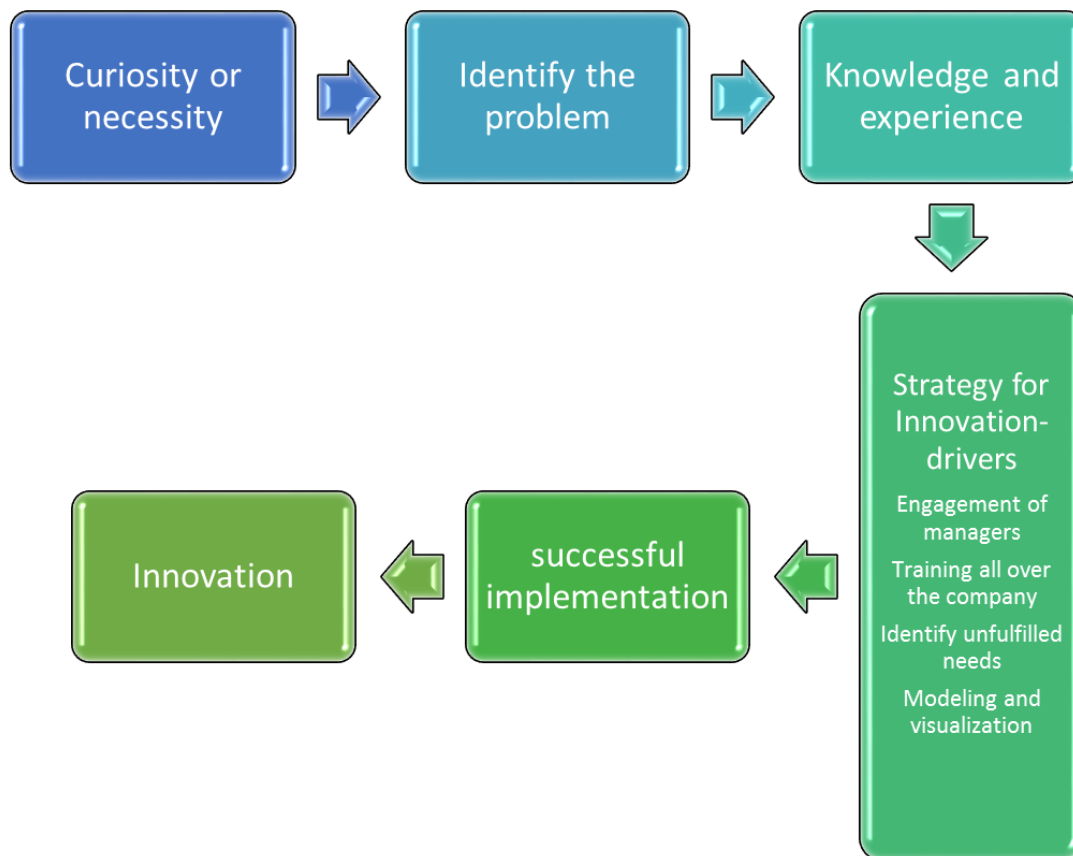 Curiosity or
necessity
Identify the
problem
Knowledge and
experience
Strategy for
Innovation-
drivers
Engagement of
managers
Training all over
the company
Identify unfulfilled
needs
Modeling and
visualization
successful
implementation
Innovation